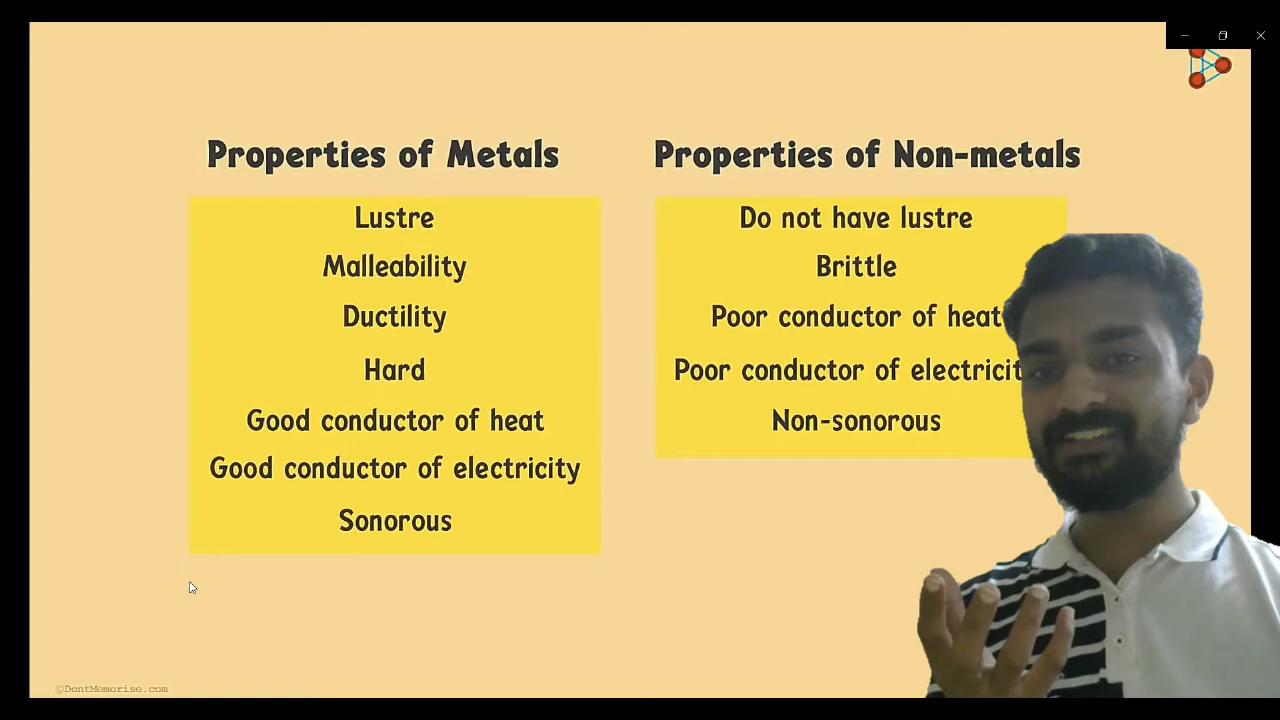 Properties of Metals
Lustre
Malleability
Ductility
Hard
Good conductor of heat
Good conductor of electricity
Sonorous
Properties of Non-metals
Do not have lustre
Brittle
Poor conductor of heat
Poor conductor of electricit
Non-sonorous
©DontMemorise.com